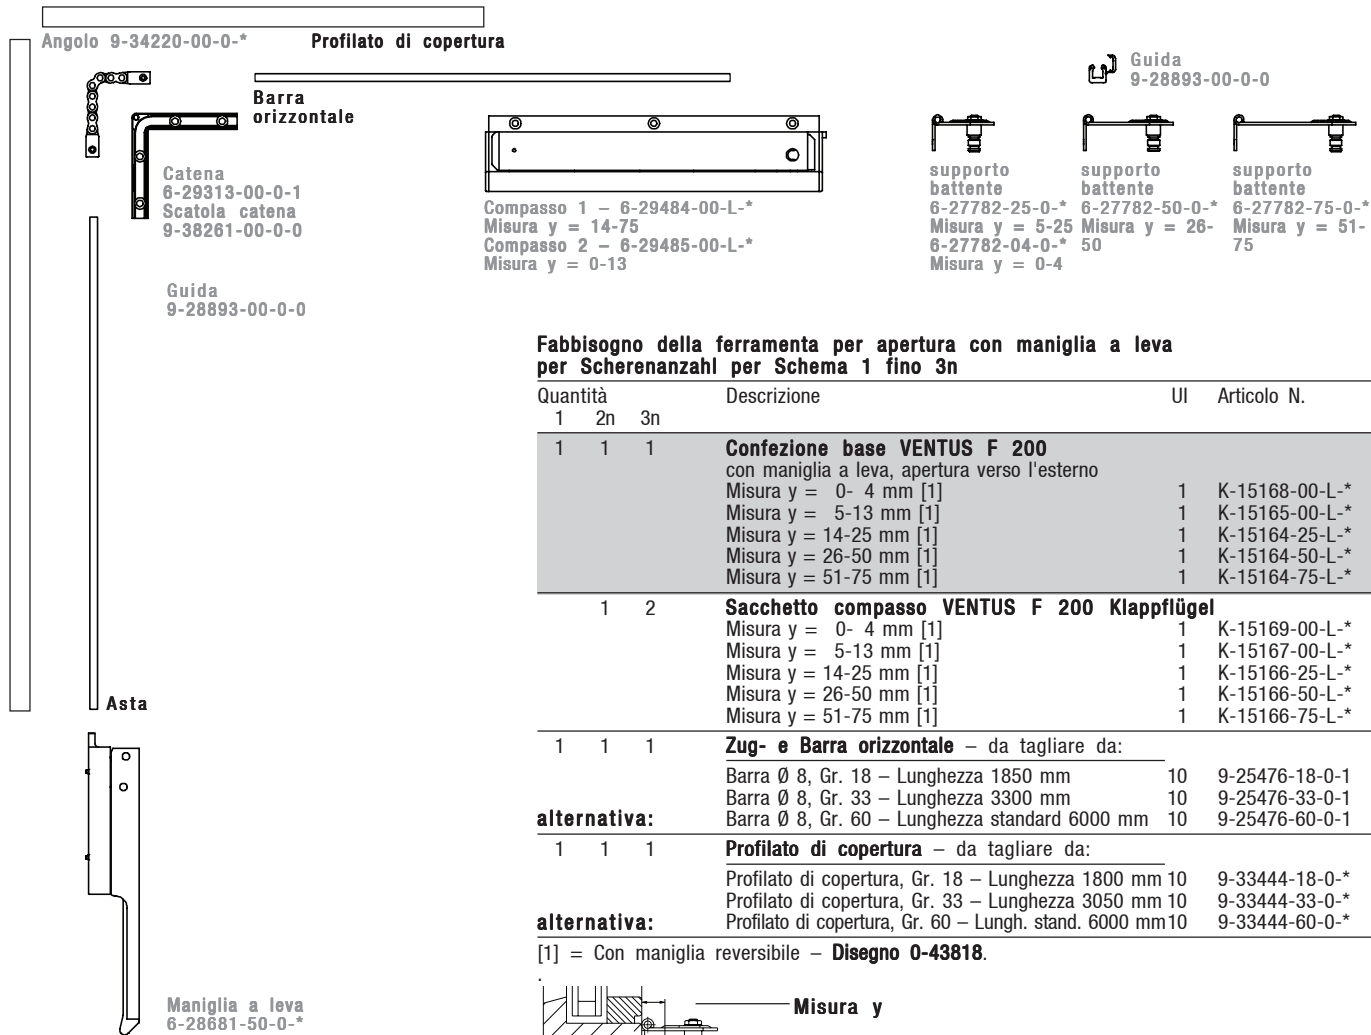 Angolo 9-34220-00-0-*
Profilato di copertura
Guida
9-28893-00-0-0
Barra
orizzontale
Catena
6-29313-00-0-1
Scatola catena
9-38261-00-0-0
Compasso 1 – 6-29484-00-L-*
Misura y = 14-75
Compasso 2 – 6-29485-00-L-*
Misura y = 0-13
supporto
battente
6-27782-25-0-*
Misura y = 5-25
6-27782-04-0-*
Misura y = 0-4
supporto
battente
6-27782-50-0-*
Misura y = 26-
50
supporto
battente
6-27782-75-0-*
Misura y = 51-
75
Guida
9-28893-00-0-0
Asta
Maniglia a leva
6-28681-50-0-*
Fabbisogno della ferramenta per apertura con maniglia a leva
per Scherenanzahl per Schema 1 fino 3n
Quantità Descrizione UI Articolo N.
1 2n 3n
1 1 1 Confezione base VENTUS F 200
con maniglia a leva, apertura verso l'esterno
Misura y = 0- 4 mm [1] 1 K-15168-00-L-*
Misura y = 5-13 mm [1] 1 K-15165-00-L-*
Misura y = 14-25 mm [1] 1 K-15164-25-L-*
Misura y = 26-50 mm [1] 1 K-15164-50-L-*
Misura y = 51-75 mm [1] 1 K-15164-75-L-*
1 2 Sacchetto compasso VENTUS F 200 Klappflügel
Misura y = 0- 4 mm [1] 1 K-15169-00-L-*
Misura y = 5-13 mm [1] 1 K-15167-00-L-*
Misura y = 14-25 mm [1] 1 K-15166-25-L-*
Misura y = 26-50 mm [1] 1 K-15166-50-L-*
Misura y = 51-75 mm [1] 1 K-15166-75-L-*
1 1 1 Zug- e Barra orizzontale – da tagliare da:
Barra Ø 8, Gr. 18 – Lunghezza 1850 mm 10 9-25476-18-0-1
Barra Ø 8, Gr. 33 – Lunghezza 3300 mm 10 9-25476-33-0-1
alternativa: Barra Ø 8, Gr. 60 – Lunghezza standard 6000 mm 10 9-25476-60-0-1
1 1 1 Profilato di copertura – da tagliare da:
Profilato di copertura, Gr. 18 – Lunghezza 1800 mm 10 9-33444-18-0-*
Profilato di copertura, Gr. 33 – Lunghezza 3050 mm 10 9-33444-33-0-*
alternativa: Profilato di copertura, Gr. 60 – Lungh. stand. 6000 mm 10 9-33444-60-0-*
[1] = Con maniglia reversibile – Disegno 0-43818.
.
Misura y